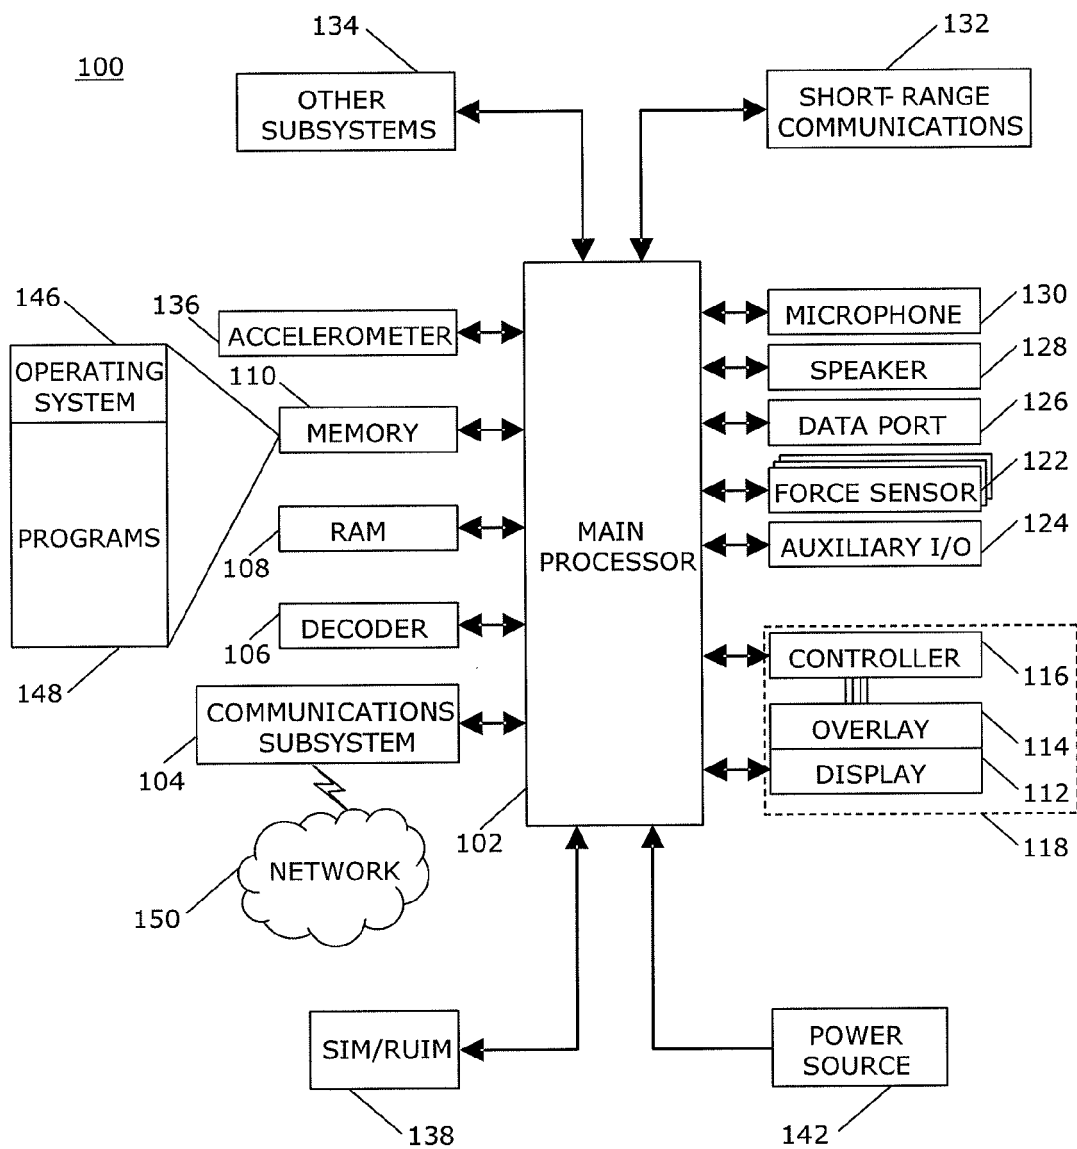 134
132
100
OTHER
SUBSYSTEMS
SHORT-RANGE
COMMUNICATIONS
146
136
ACCELEROMETER
110
OPERATING
SYSTEM
MEMORY
PROGRAMS
RAM
108
DECODER
106
148
COMMUNICATIONS
SUBSYSTEM
104
NETWORK
150
MAIN
PROCESSOR
102
MICROPHONE
130
SPEAKER
128
DATA PORT
126
FORCE SENSOR
122
AUXILIARY I/O
124
CONTROLLER
116
OVERLAY
114
DISPLAY
112
118
SIM/RUIM
138
POWER
SOURCE
142